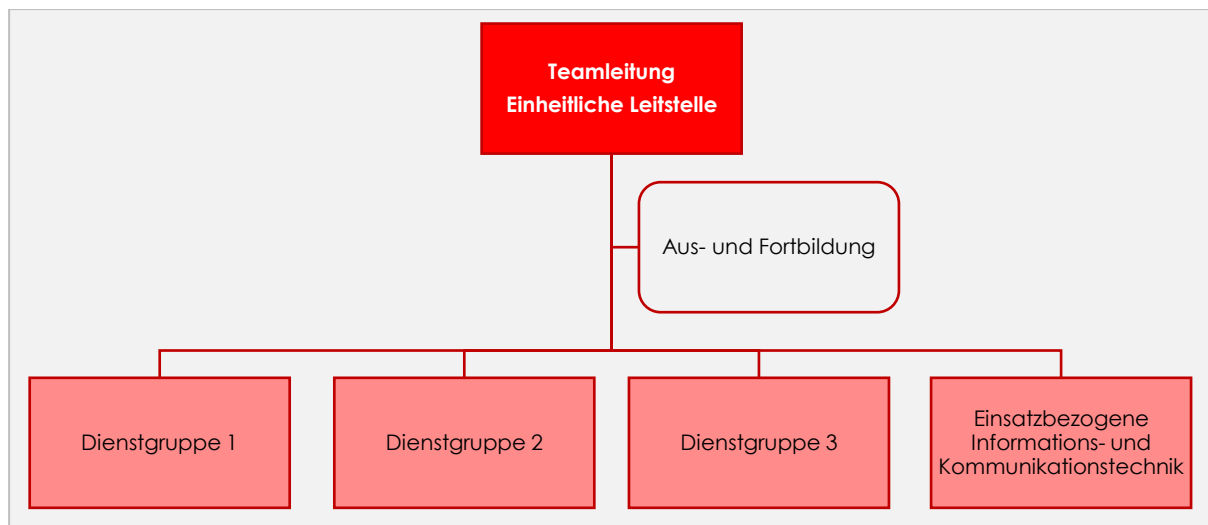 Teamleitung
Einheitliche Leitstelle
Aus- und Fortbildung
Dienstgruppe 1
Dienstgruppe 2
Dienstgruppe 3
Einsatzbezogene
Informations- und
Kommunikationstechnik